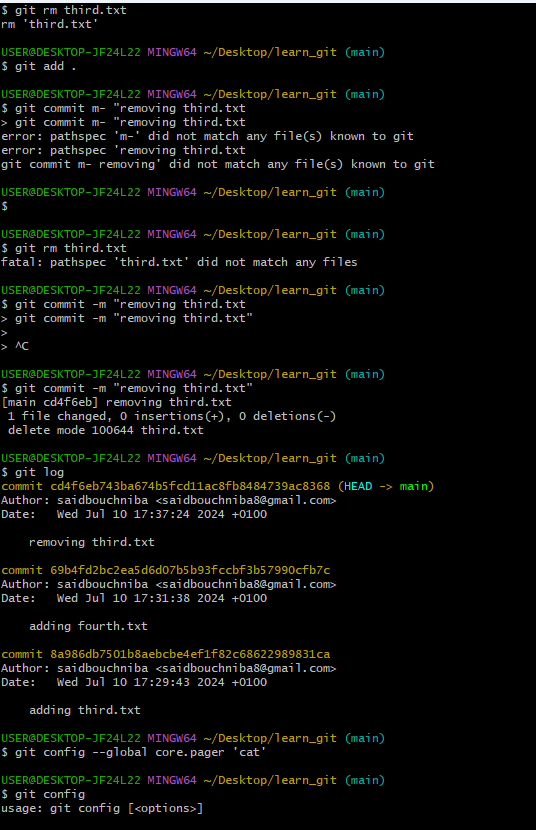 $ git rm third.txt
rm 'third.txt'
USER@DESKTOP-JF24L22 MINGW64 ~/Desktop/learn_git (main)
$ git add .
USER@DESKTOP-JF24L22 MINGW64 ~/Desktop/learn_git (main)
$ git commit m- "removing third.txt
> git commit m- "removing third.txt
error: pathspec 'm-' did not match any file(s) known to git
error: pathspec 'removing third.txt
git commit m- removing' did not match any file(s) known to git
USER@DESKTOP-JF24L22 MINGW64 ~/Desktop/learn_git (main)
$
USER@DESKTOP-JF24L22 MINGW64 ~/Desktop/learn_git (main)
$ git rm third.txt
fatal: pathspec 'third.txt' did not match any files
USER@DESKTOP-JF24L22 MINGW64 ~/Desktop/learn_git (main)
$ git commit -m "removing third.txt
> git commit -m "removing third.txt"
>
> ^C
USER@DESKTOP-JF24L22 MINGW64 ~/Desktop/learn_git (main)
$ git commit -m "removing third.txt"
[main cd4f6eb] removing third.txt
1 file changed, 0 insertions(+), 0 deletions(-)
delete mode 100644 third.txt
USER@DESKTOP-JF24L22 MINGW64 ~/Desktop/learn_git (main)
$ git log
commit cd4f6eb743ba674b5fcd11ac8fb8484739ac8368 (HEAD -> main)
Author: saidbouchniba <saidbouchniba8@gmail.com>
Date: Wed Jul 10 17:37:24 2024 +0100
removing third.txt
commit 69b4fd2bc2ea5d6d07b5b93fccbf3b57990cfb7c
Author: saidbouchniba <saidbouchniba8@gmail.com>
Date: Wed Jul 10 17:31:38 2024 +0100
adding fourth.txt
commit 8a986db7501b8aebcbe4ef1f82c68622989831ca
Author: saidbouchniba <saidbouchniba8@gmail.com>
Date: Wed Jul 10 17:29:43 2024 +0100
adding third.txt
USER@DESKTOP-JF24L22 MINGW64 ~/Desktop/learn_git (main)
$ git config --global core.pager 'cat'
USER@DESKTOP-JF24L22 MINGW64 ~/Desktop/learn_git (main)
$ git config
usage: git config [<options>]